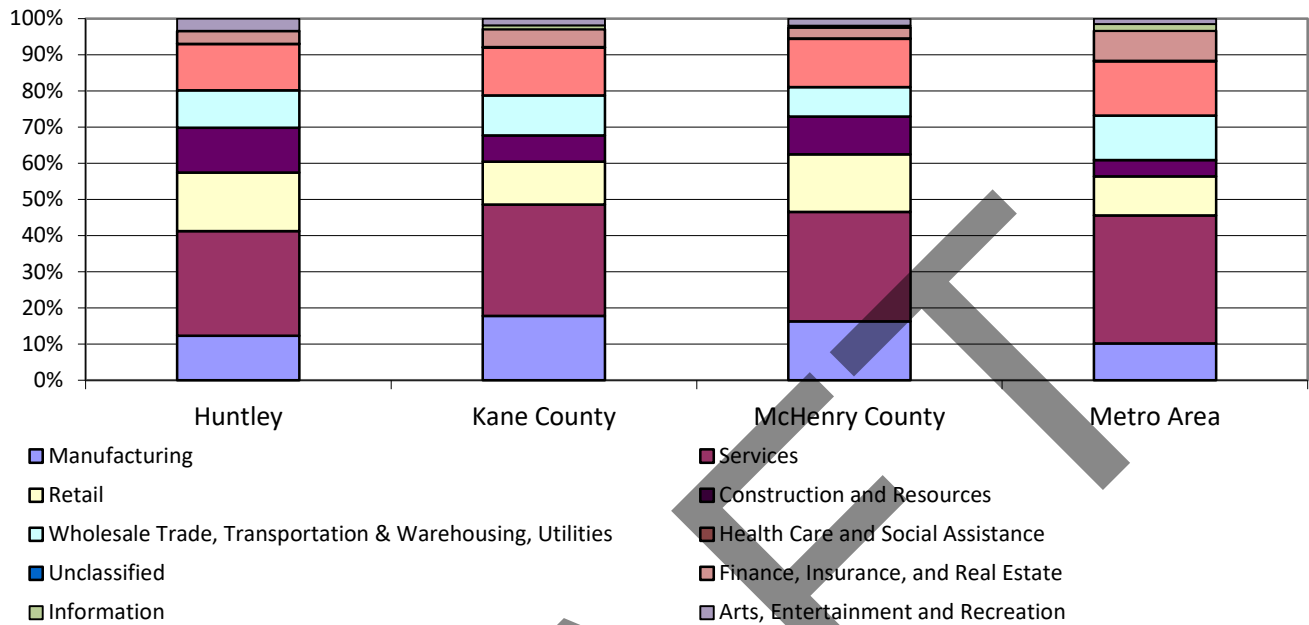 100%
90%
80%
70%
60%
50%
40%
30%
20%
10%
0%
Huntley Kane County McHenry County Metro Area
Manufacturing Services
Retail Construction and Resources
Wholesale Trade, Transportation & Warehousing, Utilities Health Care and Social Assistance
Unclassified Finance, Insurance, and Real Estate
Information Arts, Entertainment and Recreation